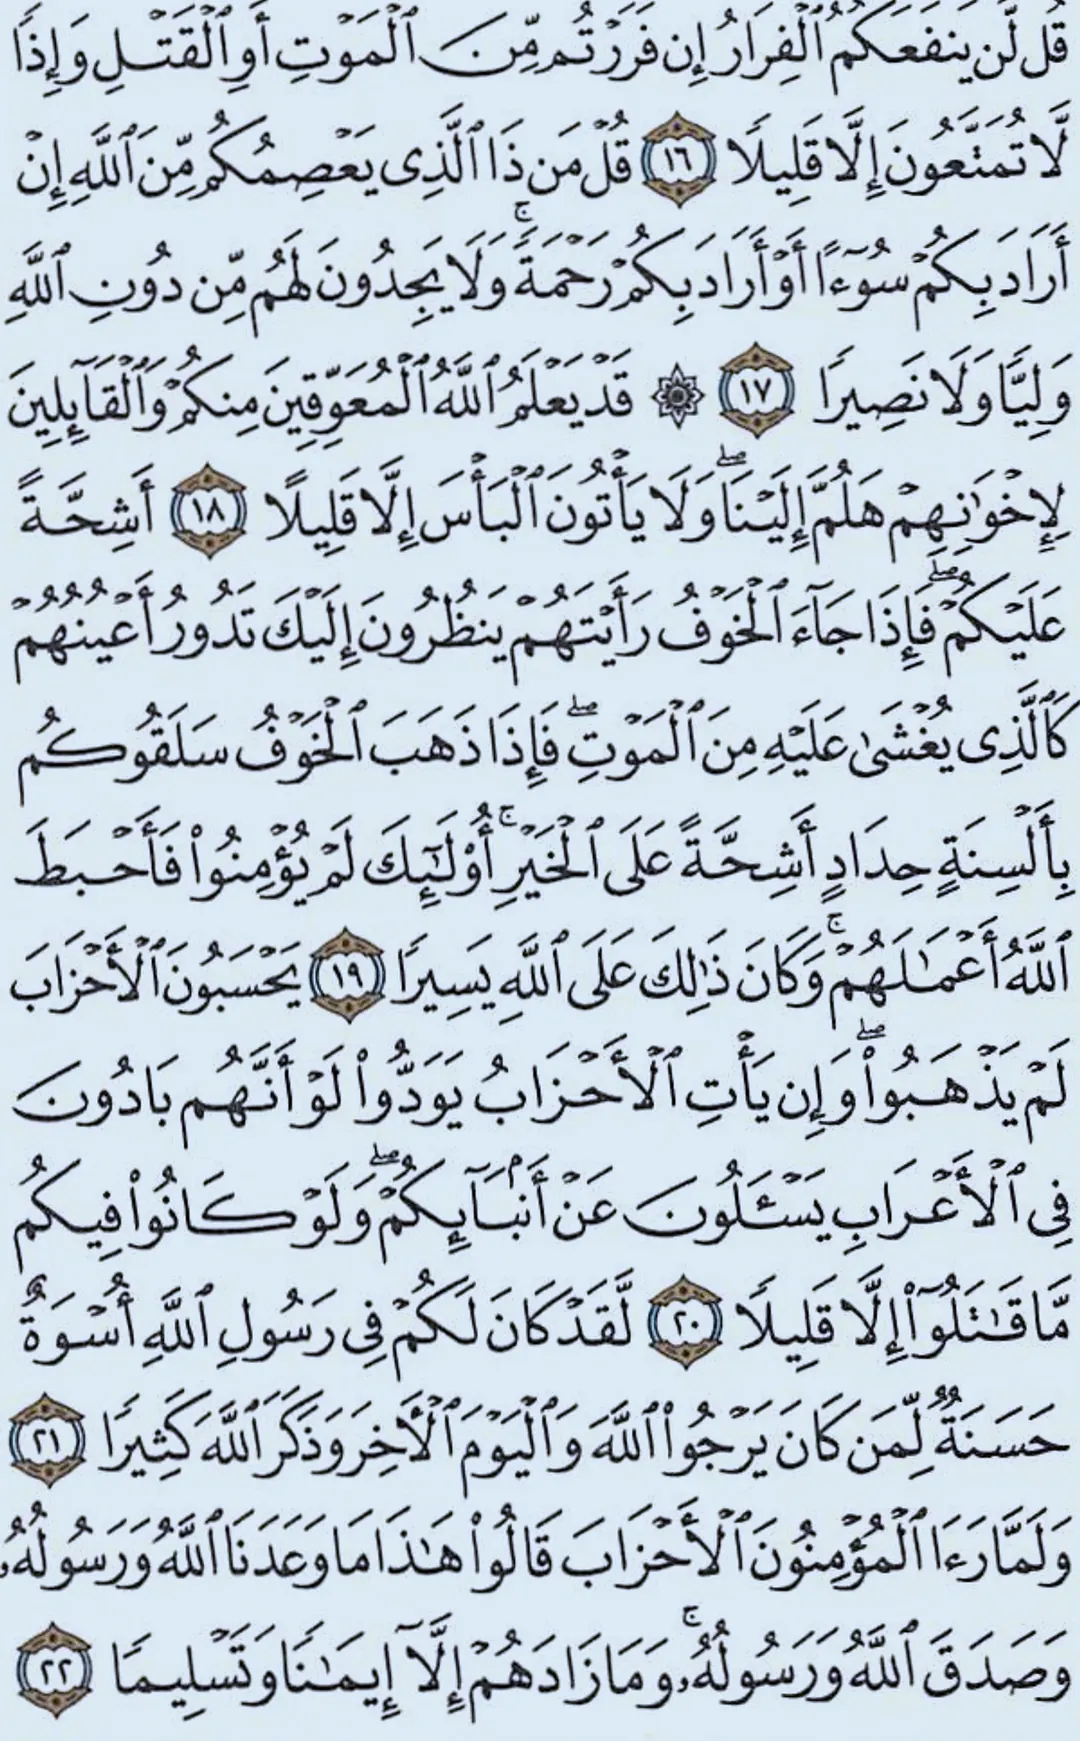 قُل لَّن يَنفَعَكُمُ ٱلْفِرَارُ إِن فَرَرْتُم مِّنَ ٱلْمَوْتِ أَوِ ٱلْقَتْلِ وَإِذًا
لَّا تُمَتَّعُونَ إِلَّا قَلِيلًا ١٦ قُلْ مَن ذَا ٱلَّذِى يَعْصِمُكُم مِّنَ ٱللَّهِ إِنْ
أَرَادَ بِكُمْ سُوٓءًا أَوْ أَرَادَ بِكُمْ رَحْمَةً ۚ وَلَا يَجِدُونَ لَهُم مِّن دُونِ ٱللَّهِ
وَلِيًّا وَلَا نَصِيرًا ١٧ ۞ قَدْ يَعْلَمُ ٱللَّهُ ٱلْمُعَوِّقِينَ مِنكُمْ وَٱلْقَآئِلِينَ
لِإِخْوَٰنِهِمْ هَلُمَّ إِلَيْنَا ۖ وَلَا يَأْتُونَ ٱلْبَأْسَ إِلَّا قَلِيلًا ١٨ أَشِحَّةً
عَلَيْكُمْ ۖ فَإِذَا جَآءَ ٱلْخَوْفُ رَأَيْتَهُمْ يَنظُرُونَ إِلَيْكَ تَدُورُ أَعْيُنُهُمْ
كَٱلَّذِى يُغْشَىٰ عَلَيْهِ مِنَ ٱلْمَوْتِ ۖ فَإِذَا ذَهَبَ ٱلْخَوْفُ سَلَقُوكُم
بِأَلْسِنَةٍ حِدَادٍ أَشِحَّةً عَلَى ٱلْخَيْرِ ۚ أُو۟لَٰٓئِكَ لَمْ يُؤْمِنُوا۟ فَأَحْبَطَ
ٱللَّهُ أَعْمَٰلَهُمْ ۚ وَكَانَ ذَٰلِكَ عَلَى ٱللَّهِ يَسِيرًا ١٩ يَحْسَبُونَ ٱلْأَحْزَابَ
لَمْ يَذْهَبُوا۟ ۖ وَإِن يَأْتِ ٱلْأَحْزَابُ يَوَدُّوا۟ لَوْ أَنَّهُم بَادُونَ
فِى ٱلْأَعْرَابِ يَسْـَٔلُونَ عَنْ أَنۢبَآئِكُمْ ۖ وَلَوْ كَانُوا۟ فِيكُم
مَّا قَٰتَلُوٓا۟ إِلَّا قَلِيلًا ٢٠ لَّقَدْ كَانَ لَكُمْ فِى رَسُولِ ٱللَّهِ أُسْوَةٌ
حَسَنَةٌ لِّمَن كَانَ يَرْجُوا۟ ٱللَّهَ وَٱلْيَوْمَ ٱلْءَاخِرَ وَذَكَرَ ٱللَّهَ كَثِيرًا ٢١
وَلَمَّا رَءَا ٱلْمُؤْمِنُونَ ٱلْأَحْزَابَ قَالُوا۟ هَٰذَا مَا وَعَدَنَا ٱللَّهُ وَرَسُولُهُۥ
وَصَدَقَ ٱللَّهُ وَرَسُولُهُۥ ۚ وَمَا زَادَهُمْ إِلَّآ إِيمَٰنًا وَتَسْلِيمًا ٢٢